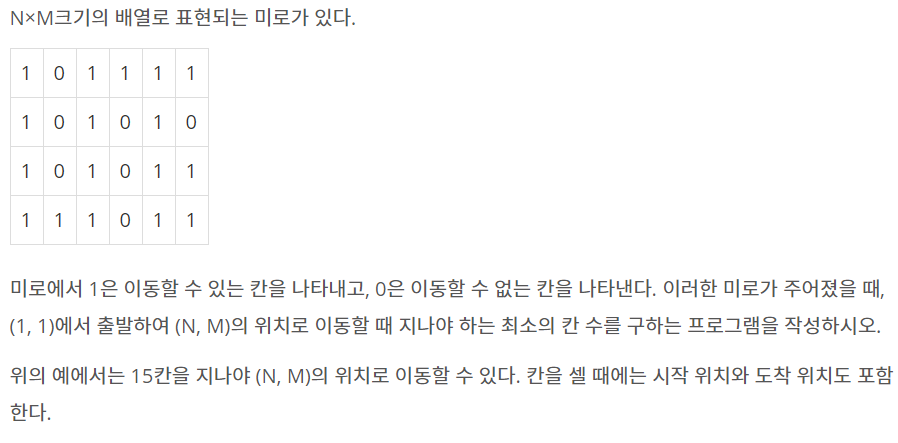 N×M크기의 배열로 표현되는 미로가 있다.
1 0 1 1 1 1
1 0 1 0 1 0
1 0 1 0 1 1
1 1 1 0 1 1
미로에서 1은 이동할 수 있는 칸을 나타내고, 0은 이동할 수 없는 칸을 나타낸다. 이러한 미로가 주어졌을 때,
(1, 1)에서 출발하여 (N, M)의 위치로 이동할 때 지나야 하는 최소의 칸 수를 구하는 프로그램을 작성하시오.
위의 예에서는 15칸을 지나야 (N, M)의 위치로 이동할 수 있다. 칸을 셀 때에는 시작 위치와 도착 위치도 포함
한다.